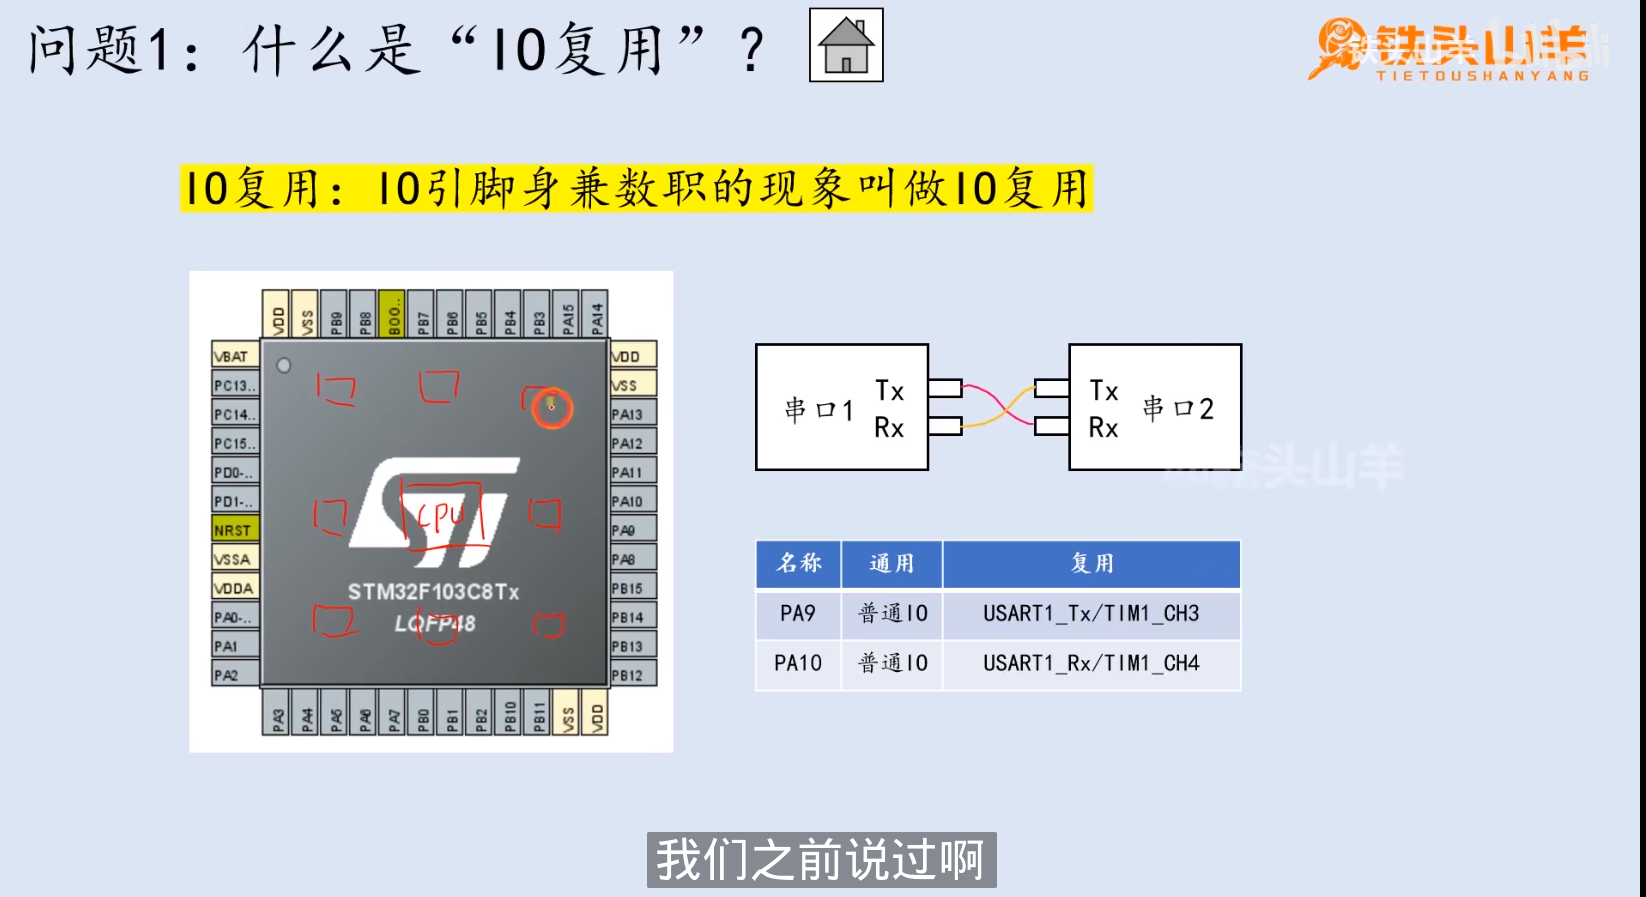 问题1：什么是“IO复用”？
铁头山羊
TIETOUSHANYANG
IO复用：IO引脚身兼数职的现象叫做IO复用
VDD VSS PB9 PB8 BOO.. PB7 PB6 PB5 PB4 PB3 PA15 PA14
VBAT
PC13..
PC14..
PC15..
PD0-..
PD1-..
NRST
VSSA
VDDA
PA0-..
PA1
PA2
CPU
STM32F103C8Tx
LQFP48
VDD
VSS
PA13
PA12
PA11
PA10
PA9
PA8
PB15
PB14
PB13
PB12
PA3 PA4 PA5 PA6 PA7 PB0 PB1 PB2 PB10 PB11 VSS VDD
串口1
Tx
Rx
Tx
Rx
串口2
名称 通用 复用
PA9 普通IO USART1_Tx/TIM1_CH3
PA10 普通IO USART1_Rx/TIM1_CH4
我们之前说过啊